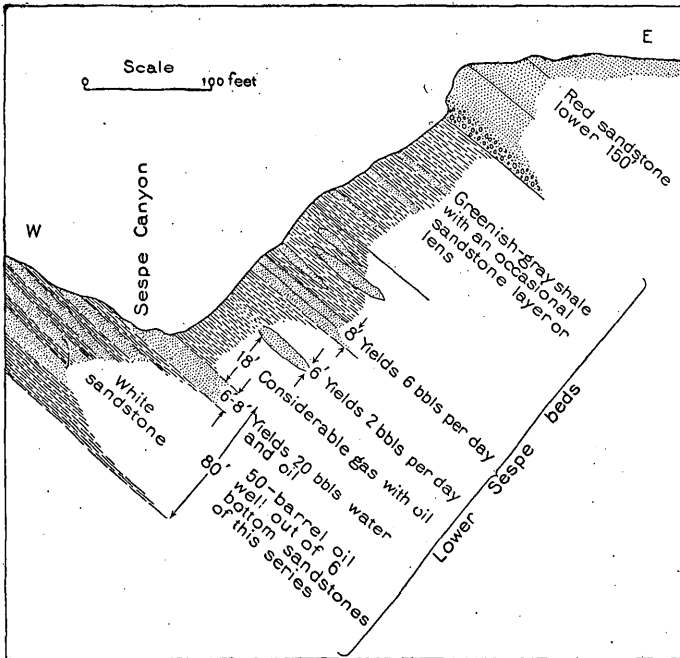 E
Scale
0 100 feet
Red sandstone
lower 150'
Sespe Canyon
W
Greenish-gray shale
with an occasional
sandstone layer or
lens
White
sandstone
8' Yields 6 bbls per day
6' Yields 2 bbls per day
18' Considerable gas with oil
6-8' Yields 20 bbls water
and oil
80' 50-barrel oil
well out of 6
bottom sandstones
of this series
Lower Sespe beds